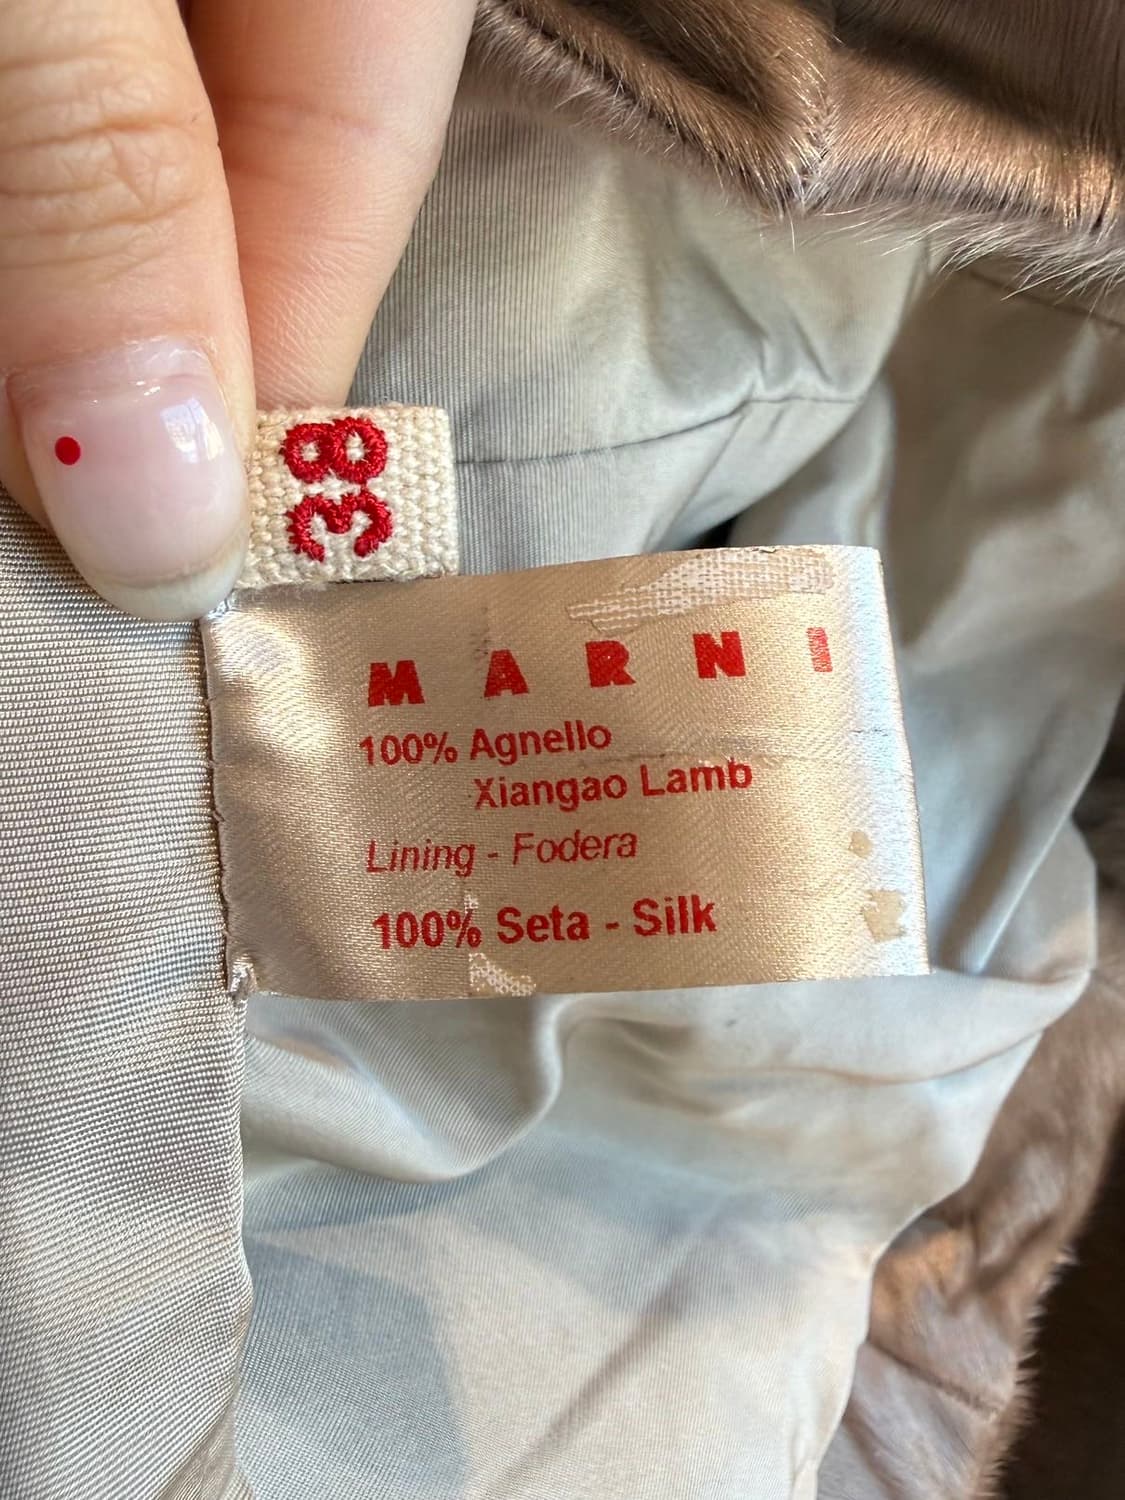 38
MARNI
100% Agnello
Xiangao Lamb
Lining - Fodera
100% Seta - Silk